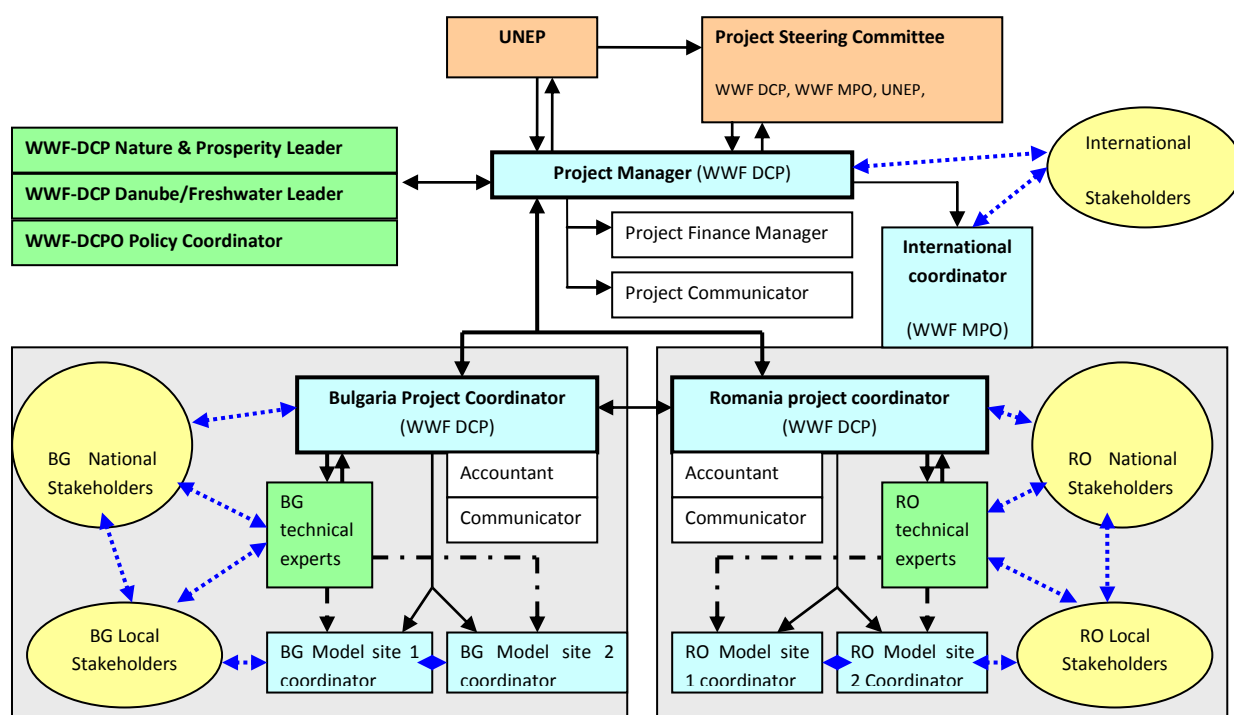 UNEP
Project Steering Committee
WWF DCP, WWF MPO, UNEP,
WWF-DCP Nature & Prosperity Leader
WWF-DCP Danube/Freshwater Leader
WWF-DCPO Policy Coordinator
Project Manager (WWF DCP)
International
Stakeholders
Project Finance Manager
Project Communicator
International
coordinator
(WWF MPO)
Bulgaria Project Coordinator
(WWF DCP)
Accountant
Communicator
BG National
Stakeholders
BG
technical
experts
BG Local
Stakeholders
BG Model site 1
coordinator
BG Model site 2
coordinator
Romania project coordinator
(WWF DCP)
Accountant
Communicator
RO National
Stakeholders
RO
technical
experts
RO Model site
1 coordinator
RO Model site
2 Coordinator
RO Local
Stakeholders